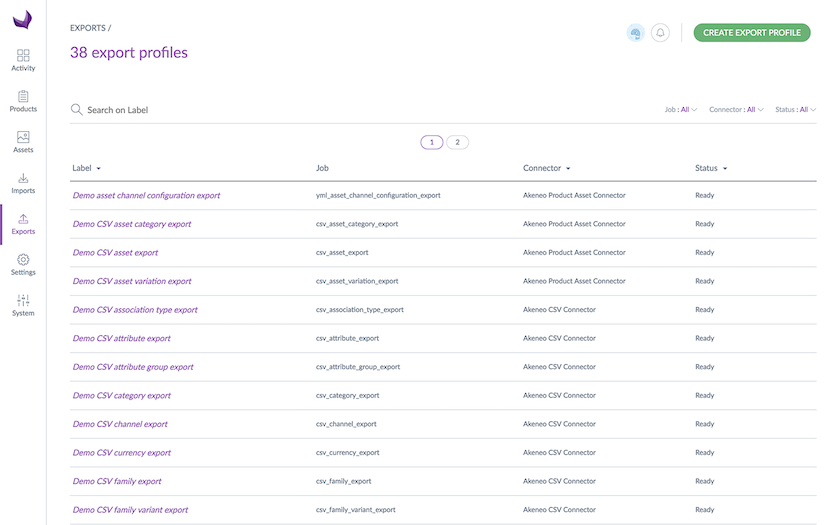 EXPORTS /
38 export profiles
CREATE EXPORT PROFILE
Activity
Products
Assets
Imports
Exports
Settings
System
Search on Label
Job : All
Connector : All
Status : All
1 2
Label Job Connector Status
Demo asset channel configuration export yml_asset_channel_configuration_export Akeneo Product Asset Connector Ready
Demo CSV asset category export csv_asset_category_export Akeneo Product Asset Connector Ready
Demo CSV asset export csv_asset_export Akeneo Product Asset Connector Ready
Demo CSV asset variation export csv_asset_variation_export Akeneo Product Asset Connector Ready
Demo CSV association type export csv_association_type_export Akeneo CSV Connector Ready
Demo CSV attribute export csv_attribute_export Akeneo CSV Connector Ready
Demo CSV attribute group export csv_attribute_group_export Akeneo CSV Connector Ready
Demo CSV category export csv_category_export Akeneo CSV Connector Ready
Demo CSV channel export csv_channel_export Akeneo CSV Connector Ready
Demo CSV currency export csv_currency_export Akeneo CSV Connector Ready
Demo CSV family export csv_family_export Akeneo CSV Connector Ready
Demo CSV family variant export csv_family_variant_export Akeneo CSV Connector Ready